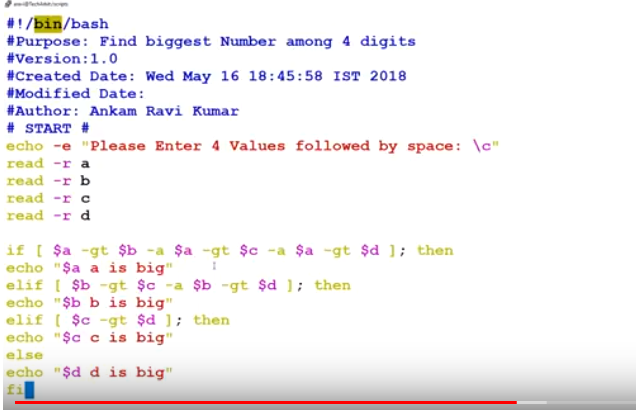 #!/bin/bash
#Purpose: Find biggest Number among 4 digits
#Version:1.0
#Created Date: Wed May 16 18:45:58 IST 2018
#Modified Date:
#Author: Ankam Ravi Kumar
# START #
echo -e "Please Enter 4 Values followed by space: \c"
read -r a
read -r b
read -r c
read -r d
if [ $a -gt $b -a $a -gt $c -a $a -gt $d ]; then
echo "$a a is big"
elif [ $b -gt $c -a $b -gt $d ]; then
echo "$b b is big"
elif [ $c -gt $d ]; then
echo "$c c is big"
else
echo "$d d is big"
fi